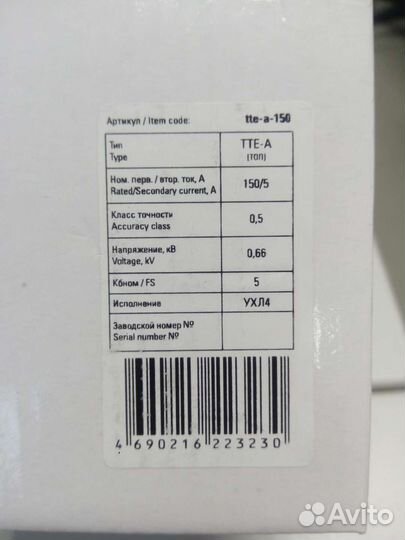 Артикул / Item code: tte-a-150
Тип TTE-A
Type (ТОП)
Ном. перв. / втор. ток, А 150/5
Rated/Secondary current, A
Класс точности 0,5
Accuracy class
Напряжение, кВ 0,66
Voltage, kV
Кбном / FS 5
Исполнение УХЛ4
Заводской номер №
Serial number №
4 690216 223230
Avito